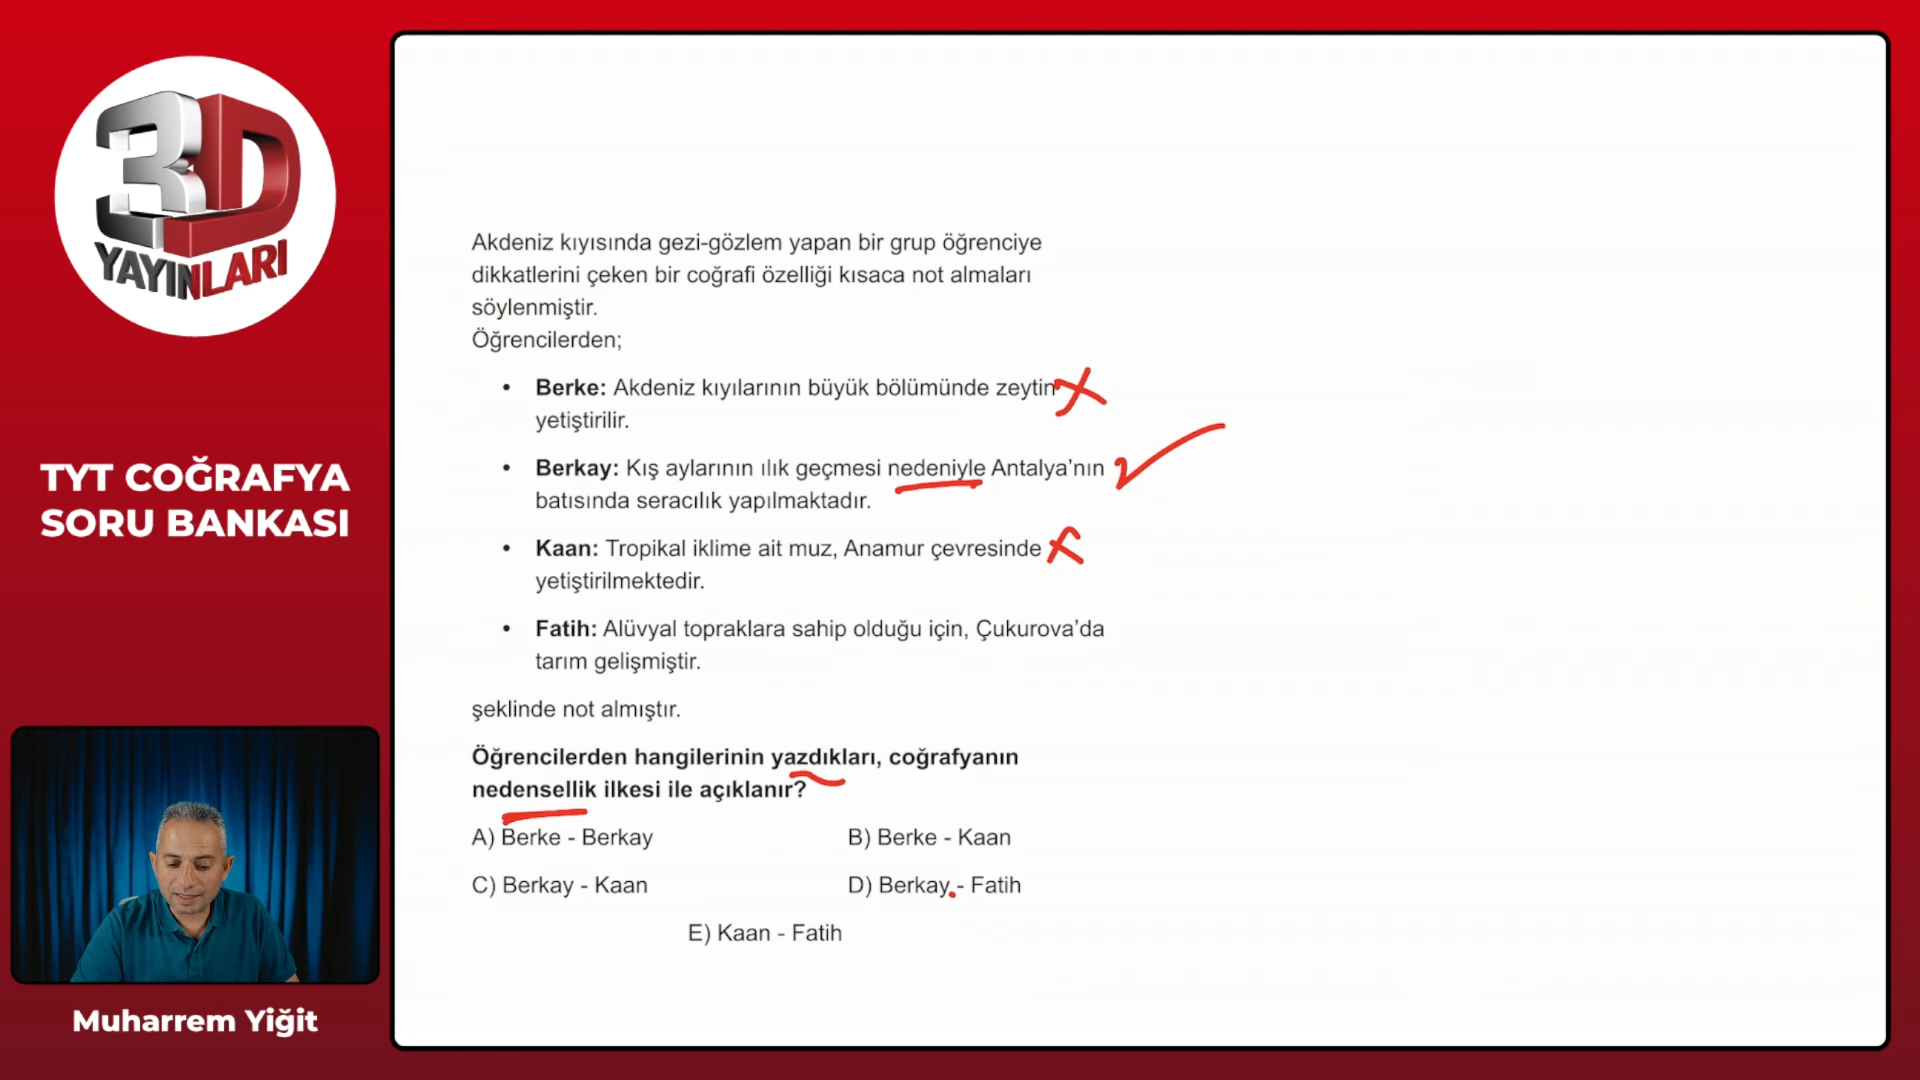 3D
YAYINLARI
TYT COĞRAFYA
SORU BANKASI
Muharrem Yiğit
Akdeniz kıyısında gezi-gözlem yapan bir grup öğrenciye
dikkatlerini çeken bir coğrafi özelliği kısaca not almaları
söylenmiştir.
Öğrencilerden;
• Berke: Akdeniz kıyılarının büyük bölümünde zeytin
yetiştirilir.
• Berkay: Kış aylarının ılık geçmesi nedeniyle Antalya’nın
batısında seracılık yapılmaktadır.
• Kaan: Tropikal iklime ait muz, Anamur çevresinde
yetiştirilmektedir.
• Fatih: Alüvyal topraklara sahip olduğu için, Çukurova’da
tarım gelişmiştir.
şeklinde not almıştır.
Öğrencilerden hangilerinin yazdıkları, coğrafyanın
nedensellik ilkesi ile açıklanır?
A) Berke - Berkay
B) Berke - Kaan
C) Berkay - Kaan
D) Berkay - Fatih
E) Kaan - Fatih